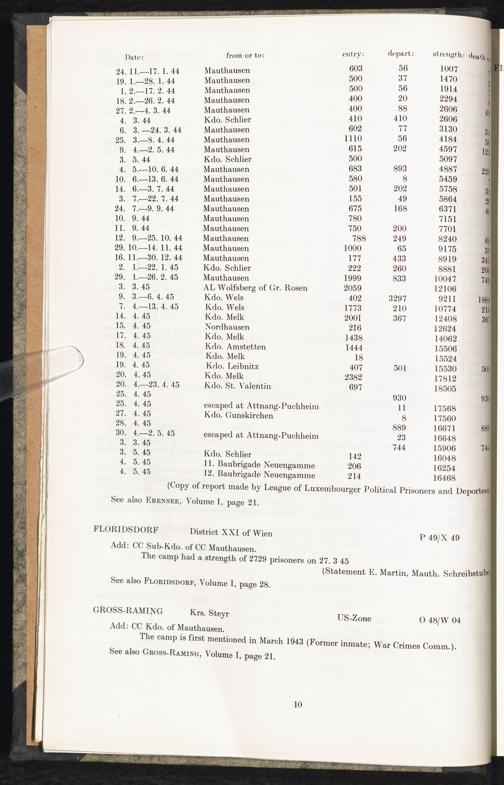 Date: from or to: entry: depart: strength: death
24. 11.—17. 1. 44 Mauthausen 603 56 1007
19. 1.—28. 1. 44 Mauthausen 500 37 1470
1. 2.—17. 2. 44 Mauthausen 500 56 1914
18. 2.—26. 2. 44 Mauthausen 400 20 2294
27. 2.—4. 3. 44 Mauthausen 400 88 2606
4. 3. 44 Kdo. Schlier 410 410 2606
6. 3. —24. 3. 44 Mauthausen 602 77 3130
25. 3.—8. 4. 44 Mauthausen 1110 56 4184
9. 4.—2. 5. 44 Mauthausen 615 202 4597
3. 5. 44 Kdo. Schlier 500 5097
4. 5.—10. 6. 44 Mauthausen 683 893 4887
10. 6.—13. 6. 44 Mauthausen 580 8 5459
14. 6.—3. 7. 44 Mauthausen 501 202 5758
3. 7.—22. 7. 44 Mauthausen 155 49 5864
24. 7.—9. 9. 44 Mauthausen 675 168 6371
10. 9. 44 Mauthausen 780 7151
11. 9. 44 Mauthausen 750 200 7701
12. 9.—25. 10. 44 Mauthausen 788 249 8240
29. 10.—14. 11. 44 Mauthausen 1000 65 9175
16. 11.—30. 12. 44 Mauthausen 177 433 8919
2. 1.—22. 1. 45 Kdo. Schlier 222 260 8881
29. 1.—26. 2. 45 Mauthausen 1999 833 10047
3. 3. 45 AL Wolfsberg of Gr. Rosen 2059 12106
9. 3.—6. 4. 45 Kdo. Wels 402 3297 9211
7. 4.—13. 4. 45 Kdo. Wels 1773 210 10774
14. 4. 45 Kdo. Melk 2001 367 12408
15. 4. 45 Nordhausen 216 12624
17. 4. 45 Kdo. Melk 1438 14062
18. 4. 45 Kdo. Amstetten 1444 15506
19. 4. 45 Kdo. Melk 18 15524
19. 4. 45 Kdo. Leibnitz 407 501 15530
20. 4. 45 Kdo. Melk 2382 17812
20. 4.—23. 4. 45 Kdo. St. Valentin 697 18505
25. 4. 45 930
25. 4. 45 escaped at Attnang-Puchheim 11 17568
27. 4. 45 Kdo. Gunskirchen 8 17560
28. 4. 45 889 16671
30. 4.—2. 5. 45 escaped at Attnang-Puchheim 23 16648
3. 3. 45 744 15906
3. 5. 45 Kdo. Schlier 142 16048
4. 5. 45 11. Baubrigade Neuengamme 206 16254
4. 5. 45 12. Baubrigade Neuengamme 214 16468
(Copy of report made by League of Luxembourger Political Prisoners and Deportees
See also EBENSEE, Volume I, page 21.
FLORIDSDORF District XXI of Wien P 49/X 49
Add: CC Sub-Kdo. of CC Mauthausen.
The camp had a strength of 2729 prisoners on 27. 3 45
(Statement E. Martin, Mauth. Schreibstube
See also FLORIDSDORF, Volume I, page 28.
GROSS-RAMING Krs. Steyr US-Zone O 48/W 04
Add: CC Kdo. of Mauthausen.
The camp is first mentioned in March 1943 (Former inmate; War Crimes Comm.).
See also GROSS-RAMING, Volume I, page 21.
10